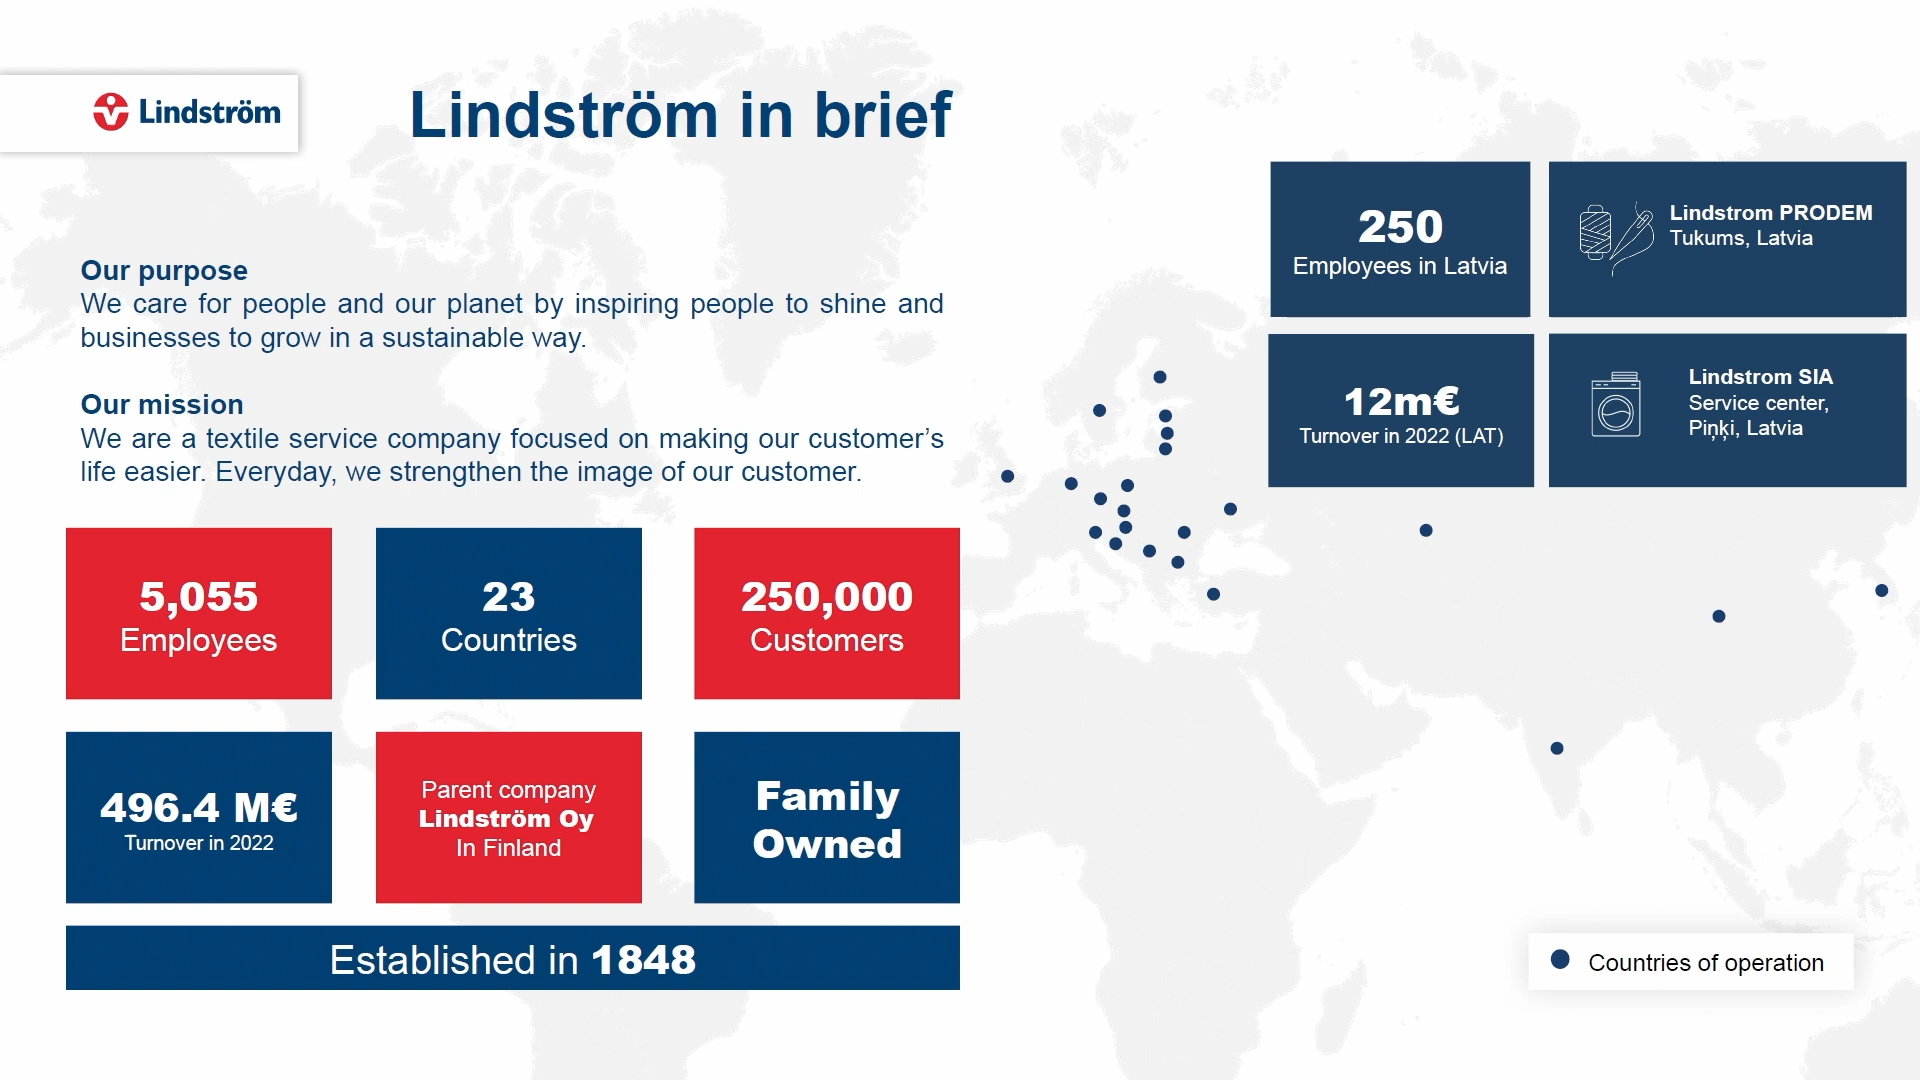 Lindström
Lindström in brief
Our purpose
We care for people and our planet by inspiring people to shine and
businesses to grow in a sustainable way.
Our mission
We are a textile service company focused on making our customer’s
life easier. Everyday, we strengthen the image of our customer.
5,055
Employees
23
Countries
250,000
Customers
496.4 M€
Turnover in 2022
Parent company
Lindström Oy
In Finland
Family
Owned
Established in 1848
250
Employees in Latvia
Lindstrom PRODEM
Tukums, Latvia
12m€
Turnover in 2022 (LAT)
Lindstrom SIA
Service center,
Piņķi, Latvia
Countries of operation